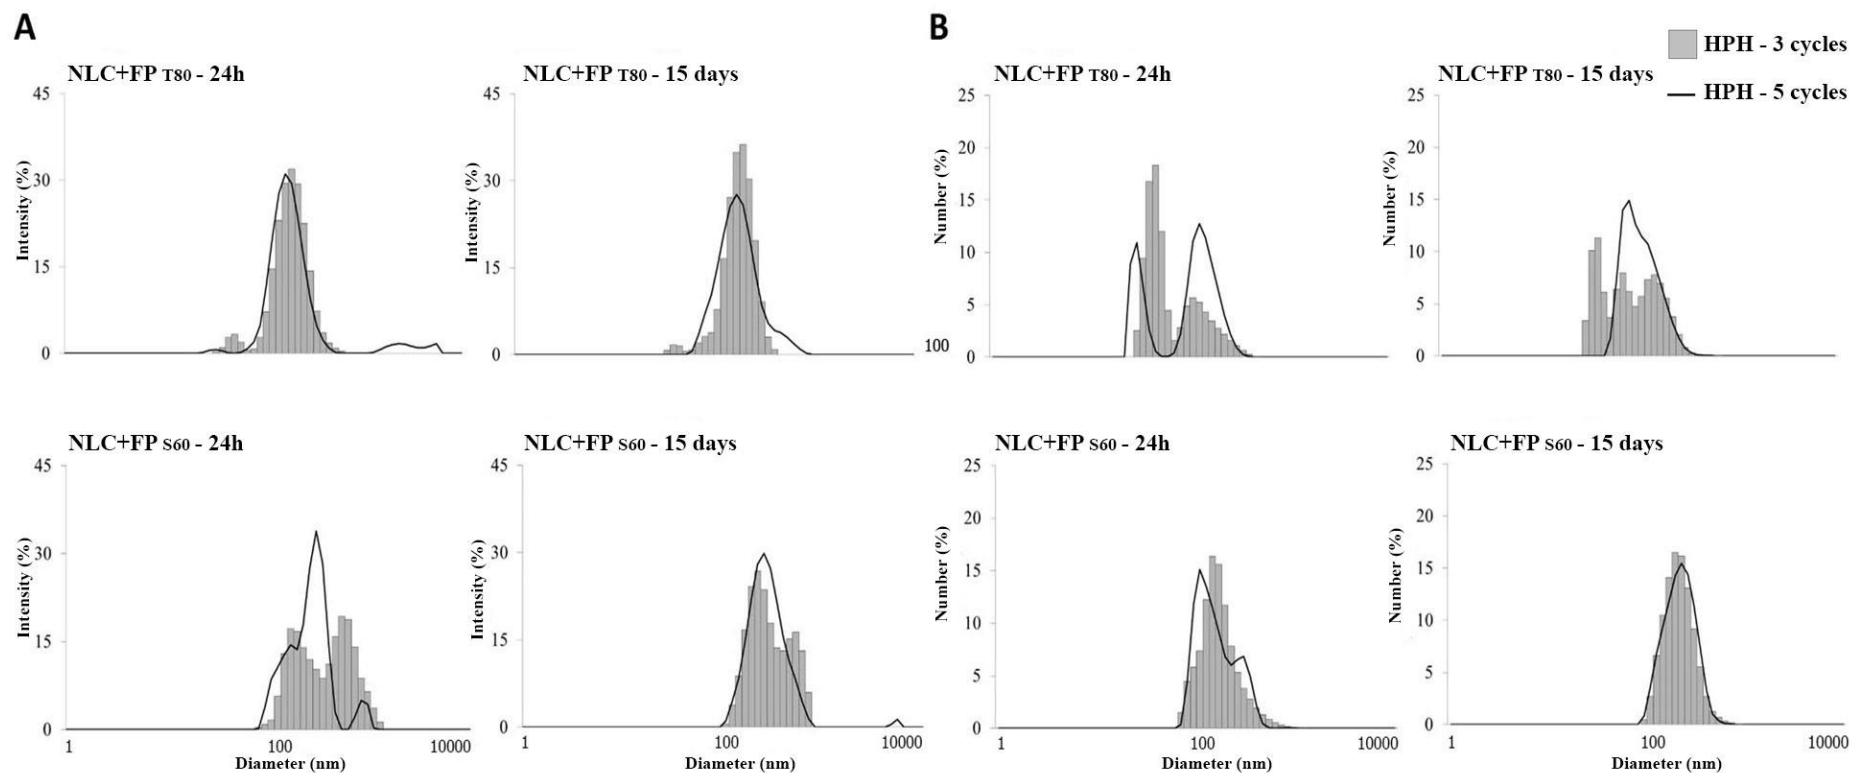 A
B
HPH - 3 cycles
HPH - 5 cycles
NLC+FP T80 - 24h
45
30
15
0
Intensity (%)
NLC+FP T80 - 15 days
45
30
15
0
Intensity (%)
NLC+FP T80 - 24h
25
20
15
10
5
0
100
Number (%)
NLC+FP T80 - 15 days
25
20
15
10
5
0
Number (%)
NLC+FP S60 - 24h
45
30
15
0
Intensity (%)
1
100
10000
Diameter (nm)
NLC+FP S60 - 15 days
45
30
15
0
Intensity (%)
1
100
10000
Diameter (nm)
NLC+FP S60 - 24h
25
20
15
10
5
0
Number (%)
1
100
10000
Diameter (nm)
NLC+FP S60 - 15 days
25
20
15
10
5
0
Number (%)
1
100
10000
Diameter (nm)